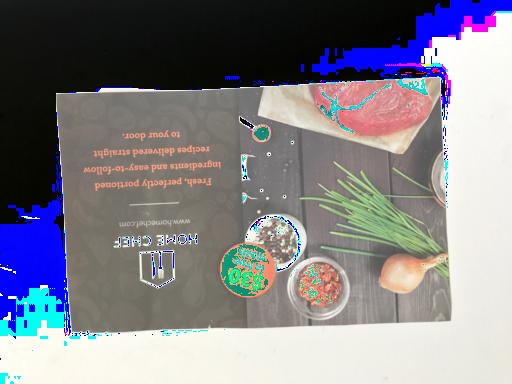 HOME CHEF
www.homechef.com
Fresh, perfectly portioned
ingredients and easy-to-follow
recipes delivered straight
to your door.
$30